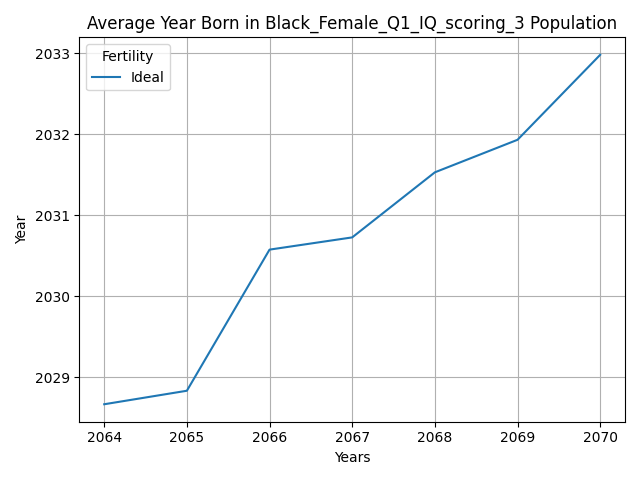 Average Year Born in Black_Female_Q1_IQ_scoring_3 Population
Fertility
Ideal
Year
2033
2032
2031
2030
2029
2064 2065 2066 2067 2068 2069 2070
Years